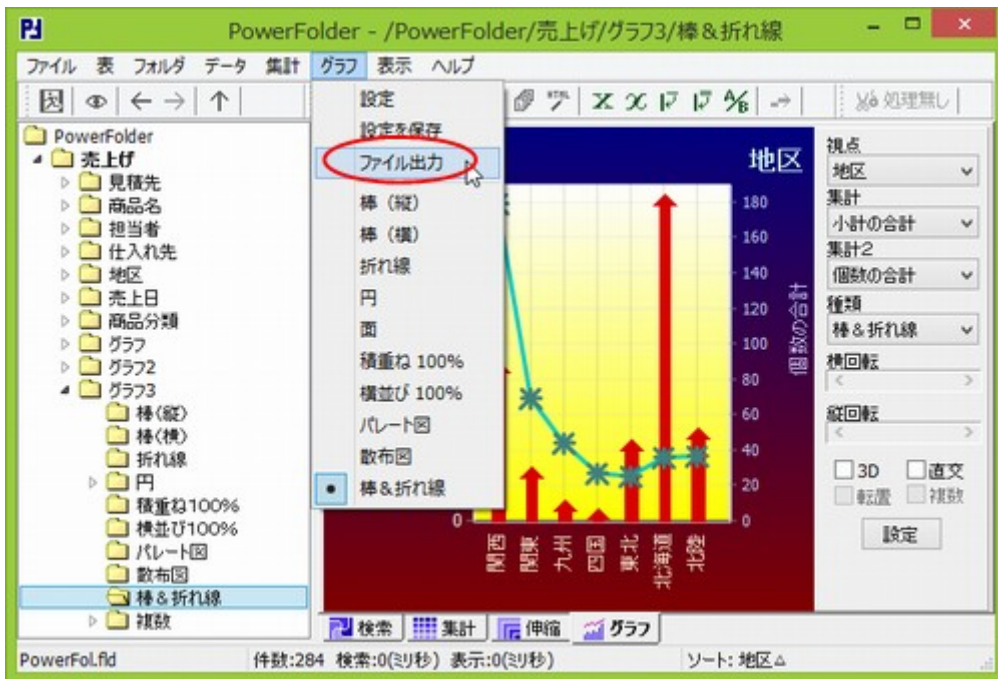 PowerFolder - /PowerFolder/売上げ/グラフ3/棒＆折れ線
ファイル 表 フォルダ データ 集計 グラフ 表示 ヘルプ
処理無し
PowerFolder
売上げ
見積先
商品名
担当者
仕入れ先
地区
売上日
商品分類
グラフ
グラフ2
グラフ3
棒(縦)
棒(横)
折れ線
円
積重ね100%
横並び100%
パレート図
散布図
棒＆折れ線
複数
設定
設定を保存
ファイル出力
棒（縦）
棒（横）
折れ線
円
面
積重ね 100%
横並び 100%
パレート図
散布図
棒＆折れ線
地区
180
160
140
120
100
80
60
40
20
0
個数の合計
0
関西
関東
九州
四国
東北
北海道
北陸
視点
地区
集計
小計の合計
集計2
個数の合計
種類
棒＆折れ線
横回転
縦回転
3D 直交
転置 複数
設定
検索 集計 伸縮 グラフ
PowerFol.fld 件数:284 検索:0(ミリ秒) 表示:0(ミリ秒) ソート: 地区△